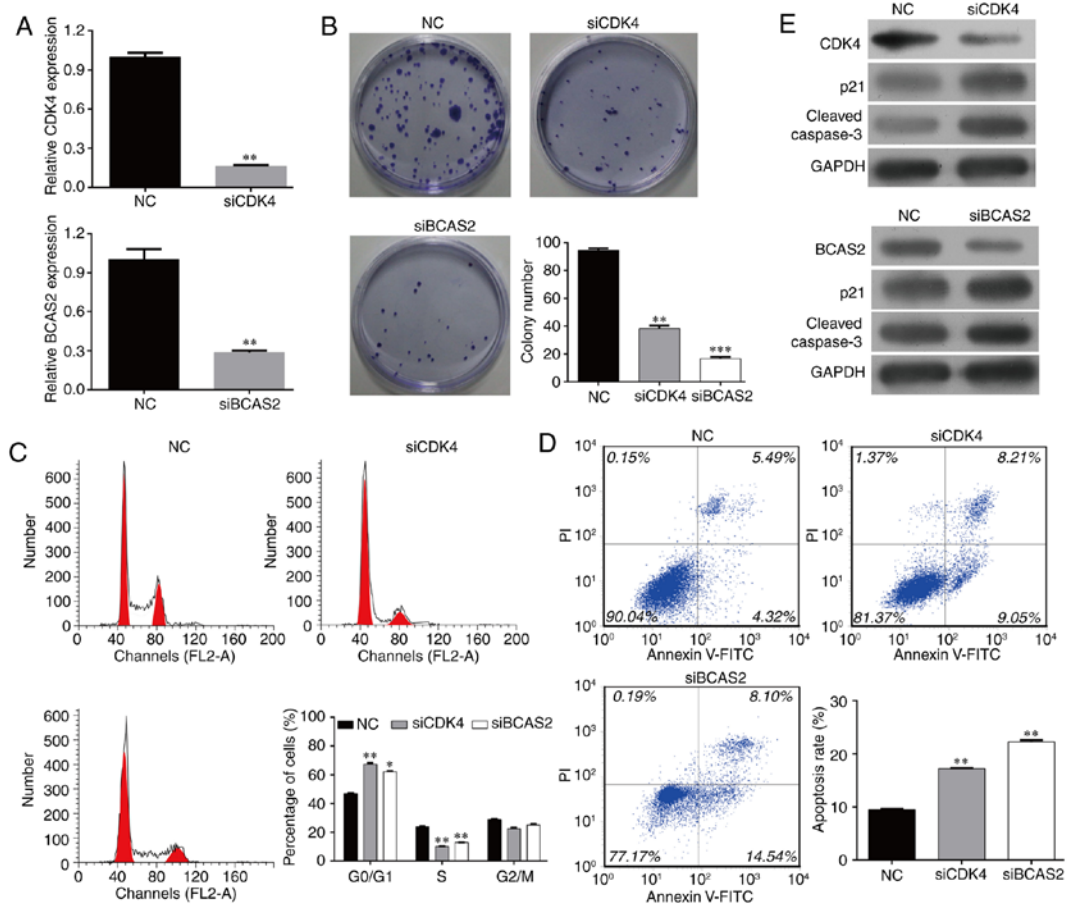 A
Relative CDK4 expression
1.2
0.9
0.6
0.3
0.0
**
NC
siCDK4
Relative BCAS2 expression
1.2
0.9
0.6
0.3
0.0
**
NC
siBCAS2
B
NC
siCDK4
siBCAS2
Colony number
100
80
60
40
20
0
**
***
NC
siCDK4
siBCAS2
E
NC
siCDK4
CDK4
p21
Cleaved
caspase-3
GAPDH
NC
siBCAS2
BCAS2
p21
Cleaved
caspase-3
GAPDH
C
NC
Number
600
500
400
300
200
100
0
0 40 80 120 160 200
Channels (FL2-A)
siCDK4
Number
600
500
400
300
200
100
0
0 40 80 120 160 200
Channels (FL2-A)
Number
600
500
400
300
200
100
0
0 40 80 120 160 200
Channels (FL2-A)
Percentage of cells (%)
100
80
60
40
20
0
NC siCDK4 siBCAS2
** *
** **
G0/G1 S G2/M
D
NC
PI
10⁴
10³
10²
10¹
10⁰
0.15% 5.49%
90.04% 4.32%
10¹ 10² 10³ 10⁴
Annexin V-FITC
siCDK4
PI
10⁴
10³
10²
10¹
10⁰
1.37% 8.21%
81.37% 9.05%
10¹ 10² 10³ 10⁴
Annexin V-FITC
siBCAS2
PI
10⁴
10³
10²
10¹
10⁰
0.19% 8.10%
77.17% 14.54%
10¹ 10² 10³ 10⁴
Annexin V-FITC
Apoptosis rate (%)
30
20
10
0
**
**
NC
siCDK4
siBCAS2